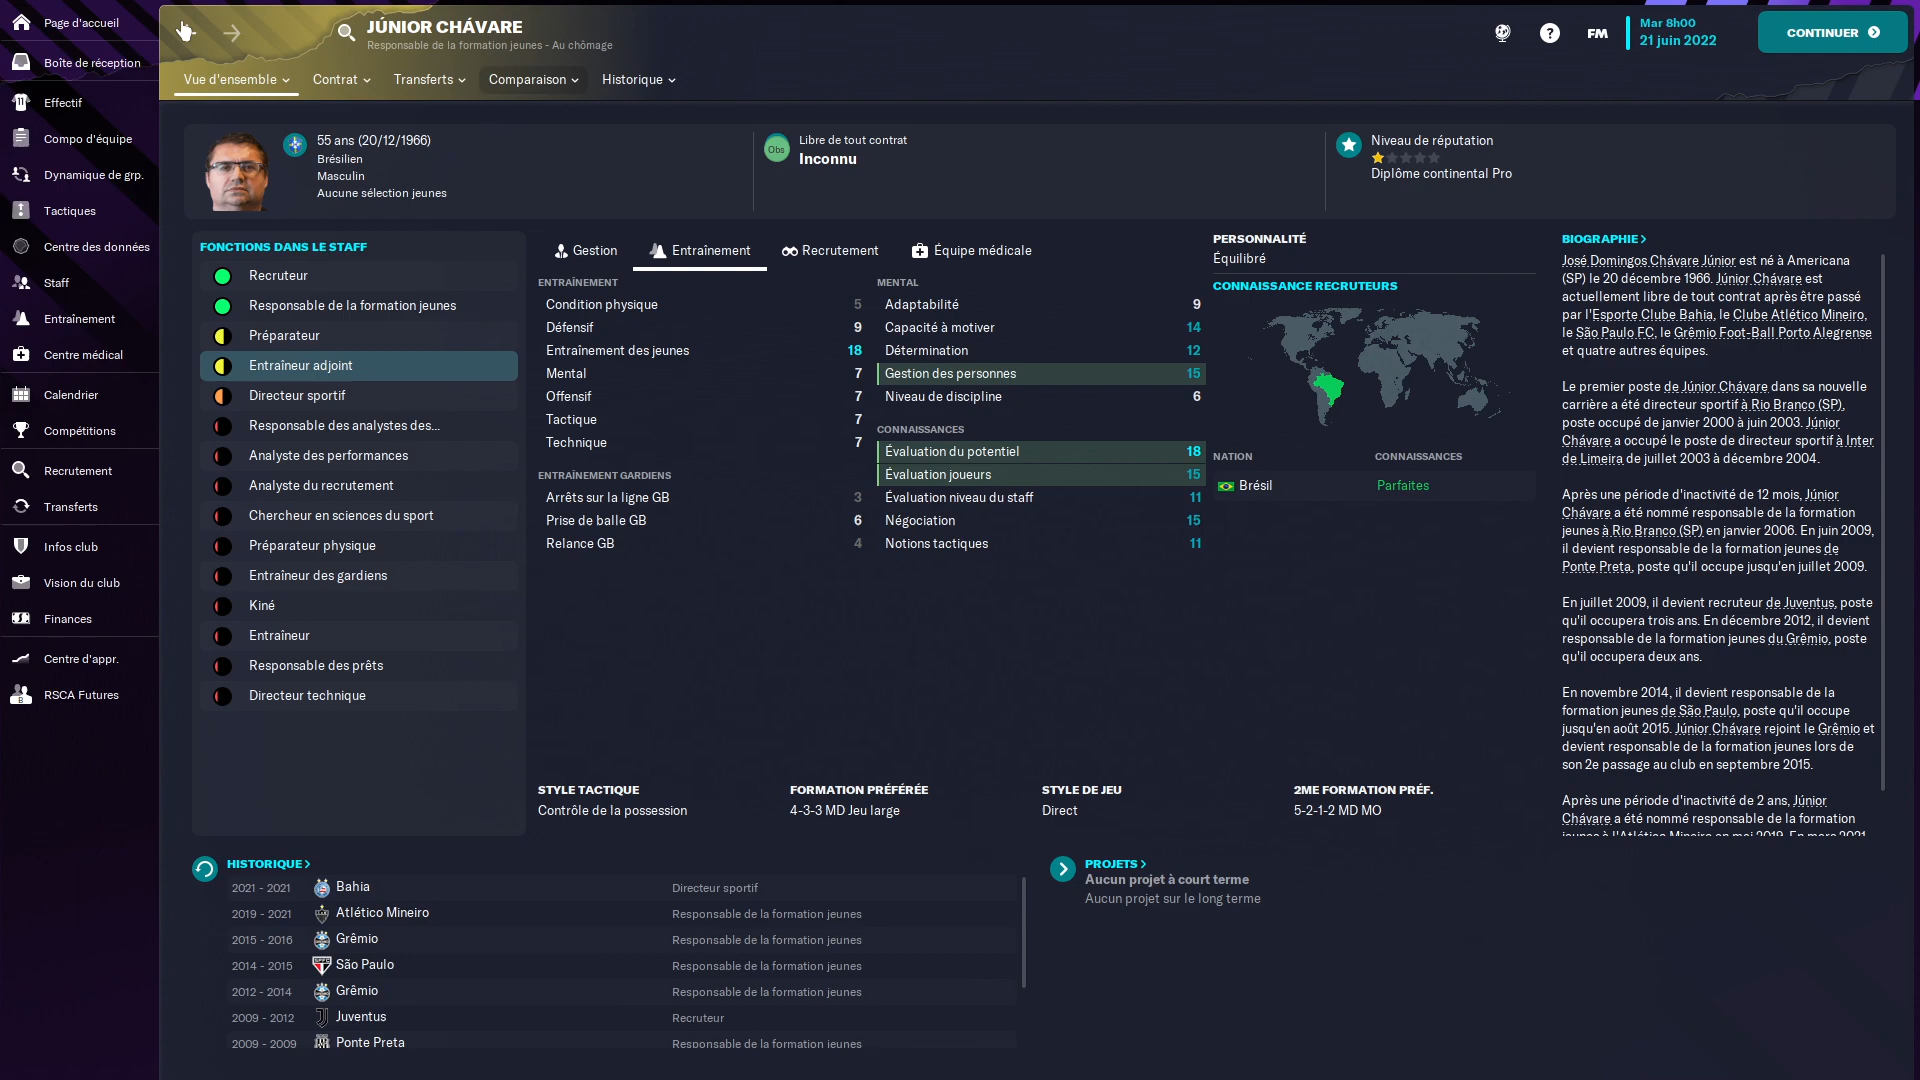 Page d'accueil
Boîte de réception
Effectif
Compo d'équipe
Dynamique de grp.
Tactiques
Centre des données
Staff
Entraînement
Centre médical
Calendrier
Compétitions
Recrutement
Transferts
Infos club
Vision du club
Finances
Centre d'appr.
RSCA Futures
JÚNIOR CHÁVARE
Responsable de la formation jeunes - Au chômage
FM
Mar 8h00
21 juin 2022
CONTINUER
Vue d'ensemble
Contrat
Transferts
Comparaison
Historique
55 ans (20/12/1966)
Brésilien
Masculin
Aucune sélection jeunes
Obs
Libre de tout contrat
Inconnu
Niveau de réputation
Diplôme continental Pro
FONCTIONS DANS LE STAFF
Recruteur
Responsable de la formation jeunes
Préparateur
Entraîneur adjoint
Directeur sportif
Responsable des analystes des...
Analyste des performances
Analyste du recrutement
Chercheur en sciences du sport
Préparateur physique
Entraîneur des gardiens
Kiné
Entraîneur
Responsable des prêts
Directeur technique
Gestion
Entraînement
Recrutement
Équipe médicale
ENTRAÎNEMENT
Condition physique 5
Défensif 9
Entraînement des jeunes 18
Mental 7
Offensif 7
Tactique 7
Technique 7
ENTRAÎNEMENT GARDIENS
Arrêts sur la ligne GB 3
Prise de balle GB 6
Relance GB 4
MENTAL
Adaptabilité 9
Capacité à motiver 14
Détermination 12
Gestion des personnes 15
Niveau de discipline 6
CONNAISSANCES
Évaluation du potentiel 18
Évaluation joueurs 15
Évaluation niveau du staff 11
Négociation 15
Notions tactiques 11
STYLE TACTIQUE
Contrôle de la possession
FORMATION PRÉFÉRÉE
4-3-3 MD Jeu large
STYLE DE JEU
Direct
2ME FORMATION PRÉF.
5-2-1-2 MD MO
PERSONNALITÉ
Équilibré
CONNAISSANCE RECRUTEURS
NATION CONNAISSANCES
Brésil Parfaites
BIOGRAPHIE
José Domingos Chávare Júnior est né à Americana
(SP) le 20 décembre 1966. Júnior Chávare est
actuellement libre de tout contrat après être passé
par l'Esporte Clube Bahia, le Clube Atlético Mineiro,
le São Paulo FC, le Grêmio Foot-Ball Porto Alegrense
et quatre autres équipes.
Le premier poste de Júnior Chávare dans sa nouvelle
carrière a été directeur sportif à Rio Branco (SP),
poste occupé de janvier 2000 à juin 2003. Júnior
Chávare a occupé le poste de directeur sportif à Inter
de Limeira de juillet 2003 à décembre 2004.
Après une période d'inactivité de 12 mois, Júnior
Chávare a été nommé responsable de la formation
jeunes à Rio Branco (SP) en janvier 2006. En juin 2009,
il devient responsable de la formation jeunes de
Ponte Preta, poste qu'il occupe jusqu'en juillet 2009.
En juillet 2009, il devient recruteur de Juventus, poste
qu'il occupera trois ans. En décembre 2012, il devient
responsable de la formation jeunes du Grêmio, poste
qu'il occupera deux ans.
En novembre 2014, il devient responsable de la
formation jeunes de São Paulo, poste qu'il occupe
jusqu'en août 2015. Júnior Chávare rejoint le Grêmio et
devient responsable de la formation jeunes lors de
son 2e passage au club en septembre 2015.
Après une période d'inactivité de 2 ans, Júnior
Chávare a été nommé responsable de la formation
jeunes à l'Atlético Mineiro en mai 2019. En mars 2021,
HISTORIQUE
2021 - 2021 Bahia Directeur sportif
2019 - 2021 Atlético Mineiro Responsable de la formation jeunes
2015 - 2016 Grêmio Responsable de la formation jeunes
2014 - 2015 São Paulo Responsable de la formation jeunes
2012 - 2014 Grêmio Responsable de la formation jeunes
2009 - 2012 Juventus Recruteur
2009 - 2009 Ponte Preta Responsable de la formation jeunes
PROJETS
Aucun projet à court terme
Aucun projet sur le long terme